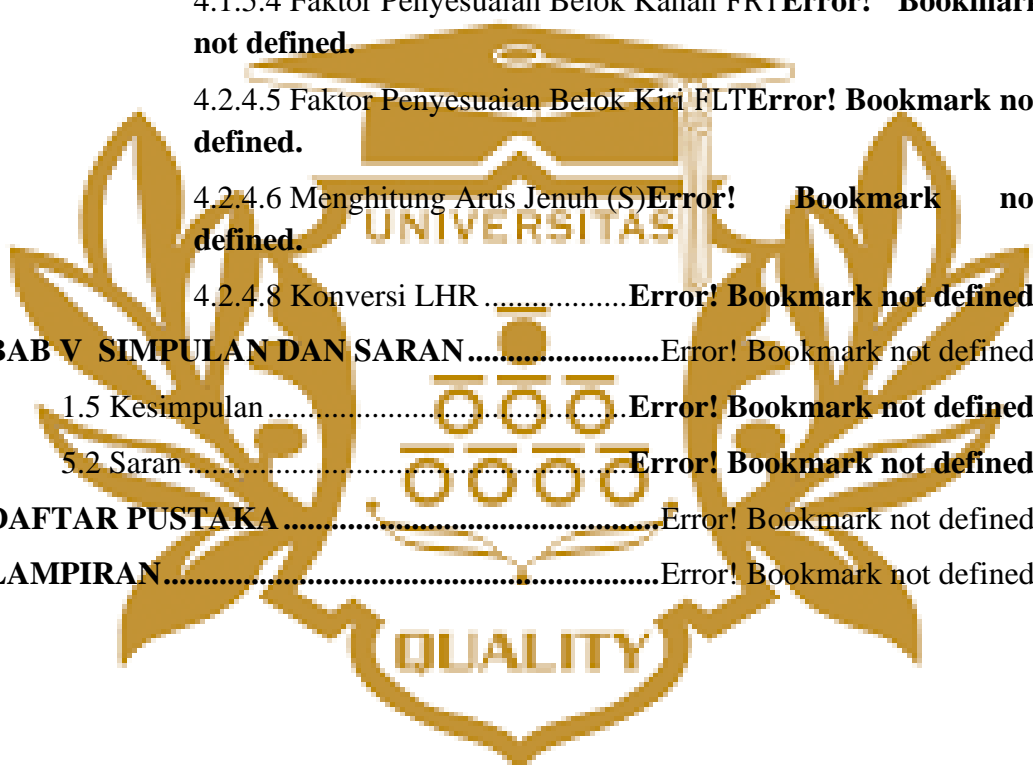 4.1.5.4 Faktor Penyesuaian Belok Kanan FRTError! Bookmark
not defined.
4.2.4.5 Faktor Penyesuaian Belok Kiri FLTError! Bookmark no
defined.
4.2.4.6 Menghitung Arus Jenuh (S)Error! Bookmark no
defined.
UNIVERSITAS
4.2.4.8 Konversi LHR ..................Error! Bookmark not defined
BAB V SIMPULAN DAN SARAN........................Error! Bookmark not defined
1.5 Kesimpulan.......................................Error! Bookmark not defined
5.2 Saran ...............................................Error! Bookmark not defined
DAFTAR PUSTAKA...............................................Error! Bookmark not defined
LAMPIRAN.............................................................Error! Bookmark not defined
QUALITY